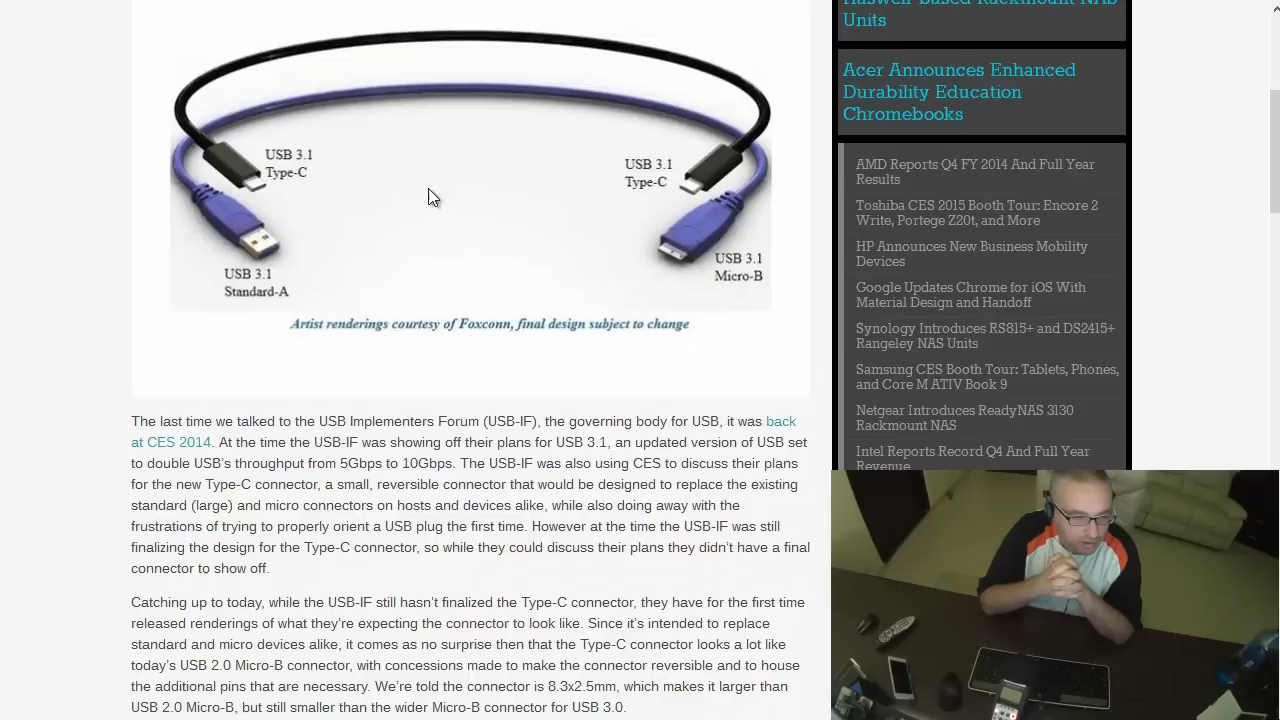 USB 3.1
Type-C
USB 3.1
Type-C
USB 3.1
Standard-A
USB 3.1
Micro-B
Artist renderings courtesy of Foxconn, final design subject to change
The last time we talked to the USB Implementers Forum (USB-IF), the governing body for USB, it was back
at CES 2014. At the time the USB-IF was showing off their plans for USB 3.1, an updated version of USB set
to double USB's throughput from 5Gbps to 10Gbps. The USB-IF was also using CES to discuss their plans
for the new Type-C connector, a small, reversible connector that would be designed to replace the existing
standard (large) and micro connectors on hosts and devices alike, while also doing away with the
frustrations of trying to properly orient a USB plug the first time. However at the time the USB-IF was still
finalizing the design for the Type-C connector, so while they could discuss their plans they didn't have a final
connector to show off.
Catching up to today, while the USB-IF still hasn't finalized the Type-C connector, they have for the first time
released renderings of what they're expecting the connector to look like. Since it's intended to replace
standard and micro devices alike, it comes as no surprise then that the Type-C connector looks a lot like
today's USB 2.0 Micro-B connector, with concessions made to make the connector reversible and to house
the additional pins that are necessary. We're told the connector is 8.3x2.5mm, which makes it larger than
USB 2.0 Micro-B, but still smaller than the wider Micro-B connector for USB 3.0.
Haswell-based Rackmount NAS
Units
Acer Announces Enhanced
Durability Education
Chromebooks
AMD Reports Q4 FY 2014 And Full Year
Results
Toshiba CES 2015 Booth Tour: Encore 2
Write, Portege Z20t, and More
HP Announces New Business Mobility
Devices
Google Updates Chrome for iOS With
Material Design and Handoff
Synology Introduces RS815+ and DS2415+
Rangeley NAS Units
Samsung CES Booth Tour: Tablets, Phones,
and Core M ATIV Book 9
Netgear Introduces ReadyNAS 3130
Rackmount NAS
Intel Reports Record Q4 And Full Year
Revenue